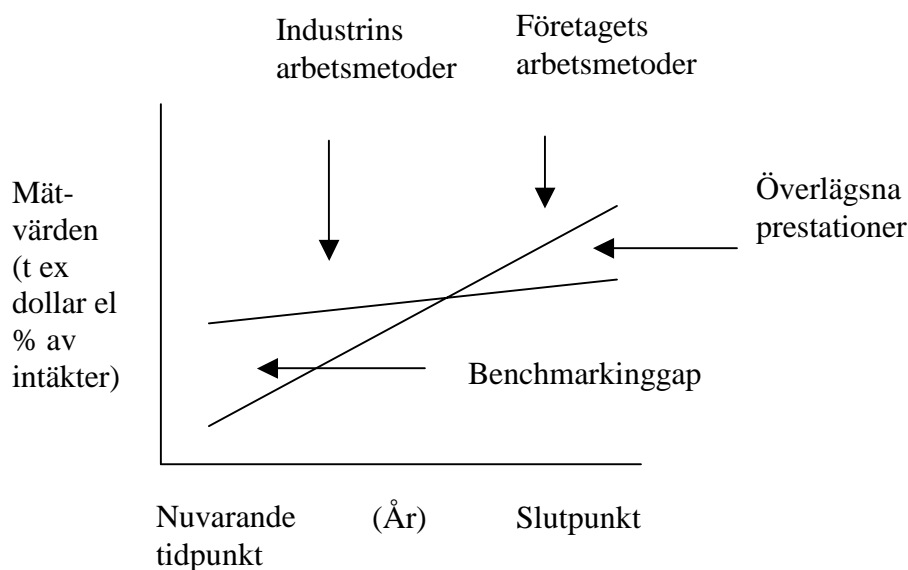 Industrins
arbetsmetoder
Företagets
arbetsmetoder
Överlägsna
prestationer
Mät-
värden
(t ex
dollar el
% av
intäkter)
Benchmarkinggap
Nuvarande
tidpunkt
(År)
Slutpunkt